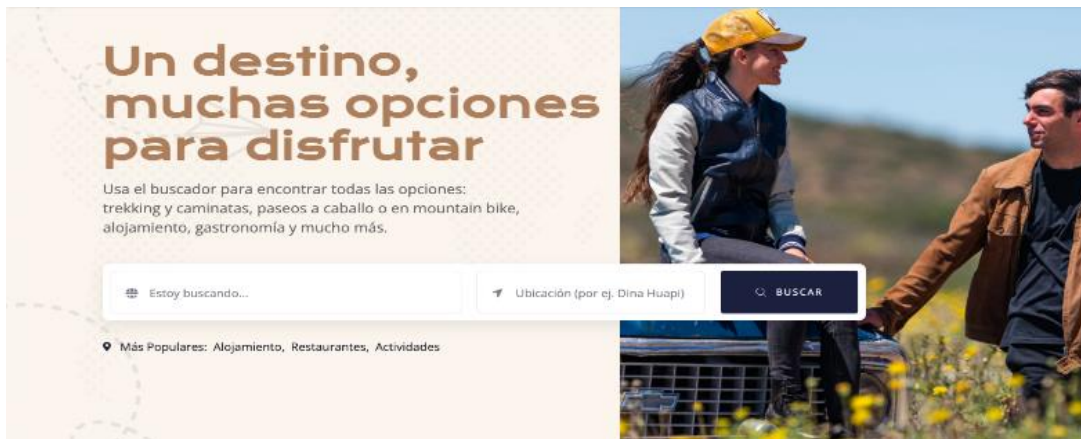 Un destino,
muchas opciones
para disfrutar
Usa el buscador para encontrar todas las opciones:
trekking y caminatas, paseos a caballo o en mountain bike,
alojamiento, gastronomía y mucho más.
Estoy buscando...
Ubicación (por ej. Dina Huapi)
BUSCAR
Más Populares: Alojamiento, Restaurantes, Actividades